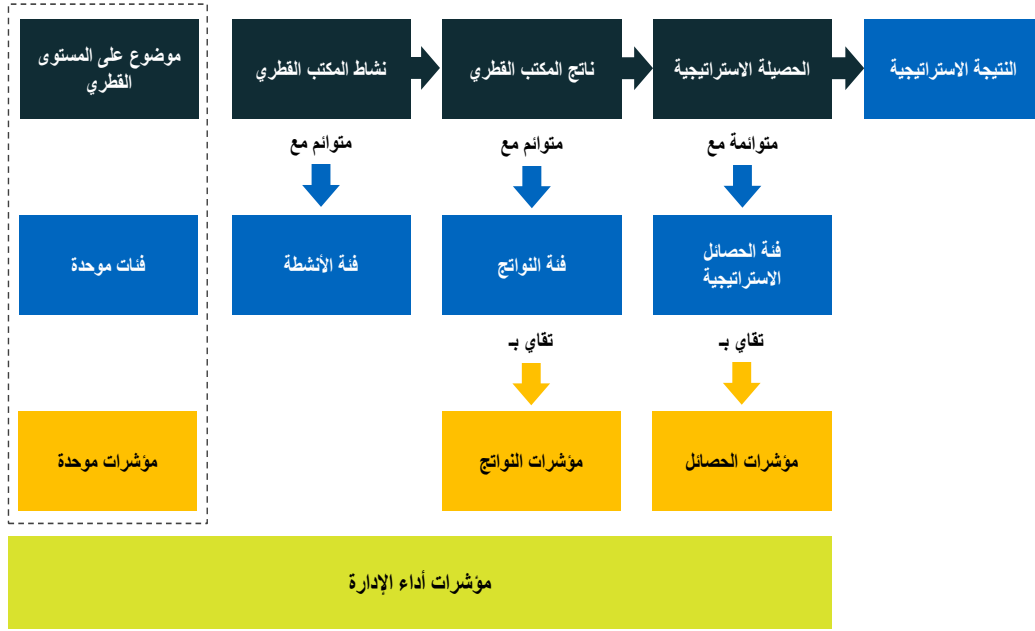 موضوع على المستوى
القطري
نشاط المكتب القطري
ناتج المكتب القطري
الحصيلة الاستراتيجية
النتيجة الاستراتيجية
متوائم مع
متوائم مع
متوائمة مع
فئات موحدة
فئة الأنشطة
فئة النواتج
فئة الحصائل
الاستراتيجية
تقاي بـ
تقاي بـ
مؤشرات موحدة
مؤشرات النواتج
مؤشرات الحصائل
مؤشرات أداء الإدارة